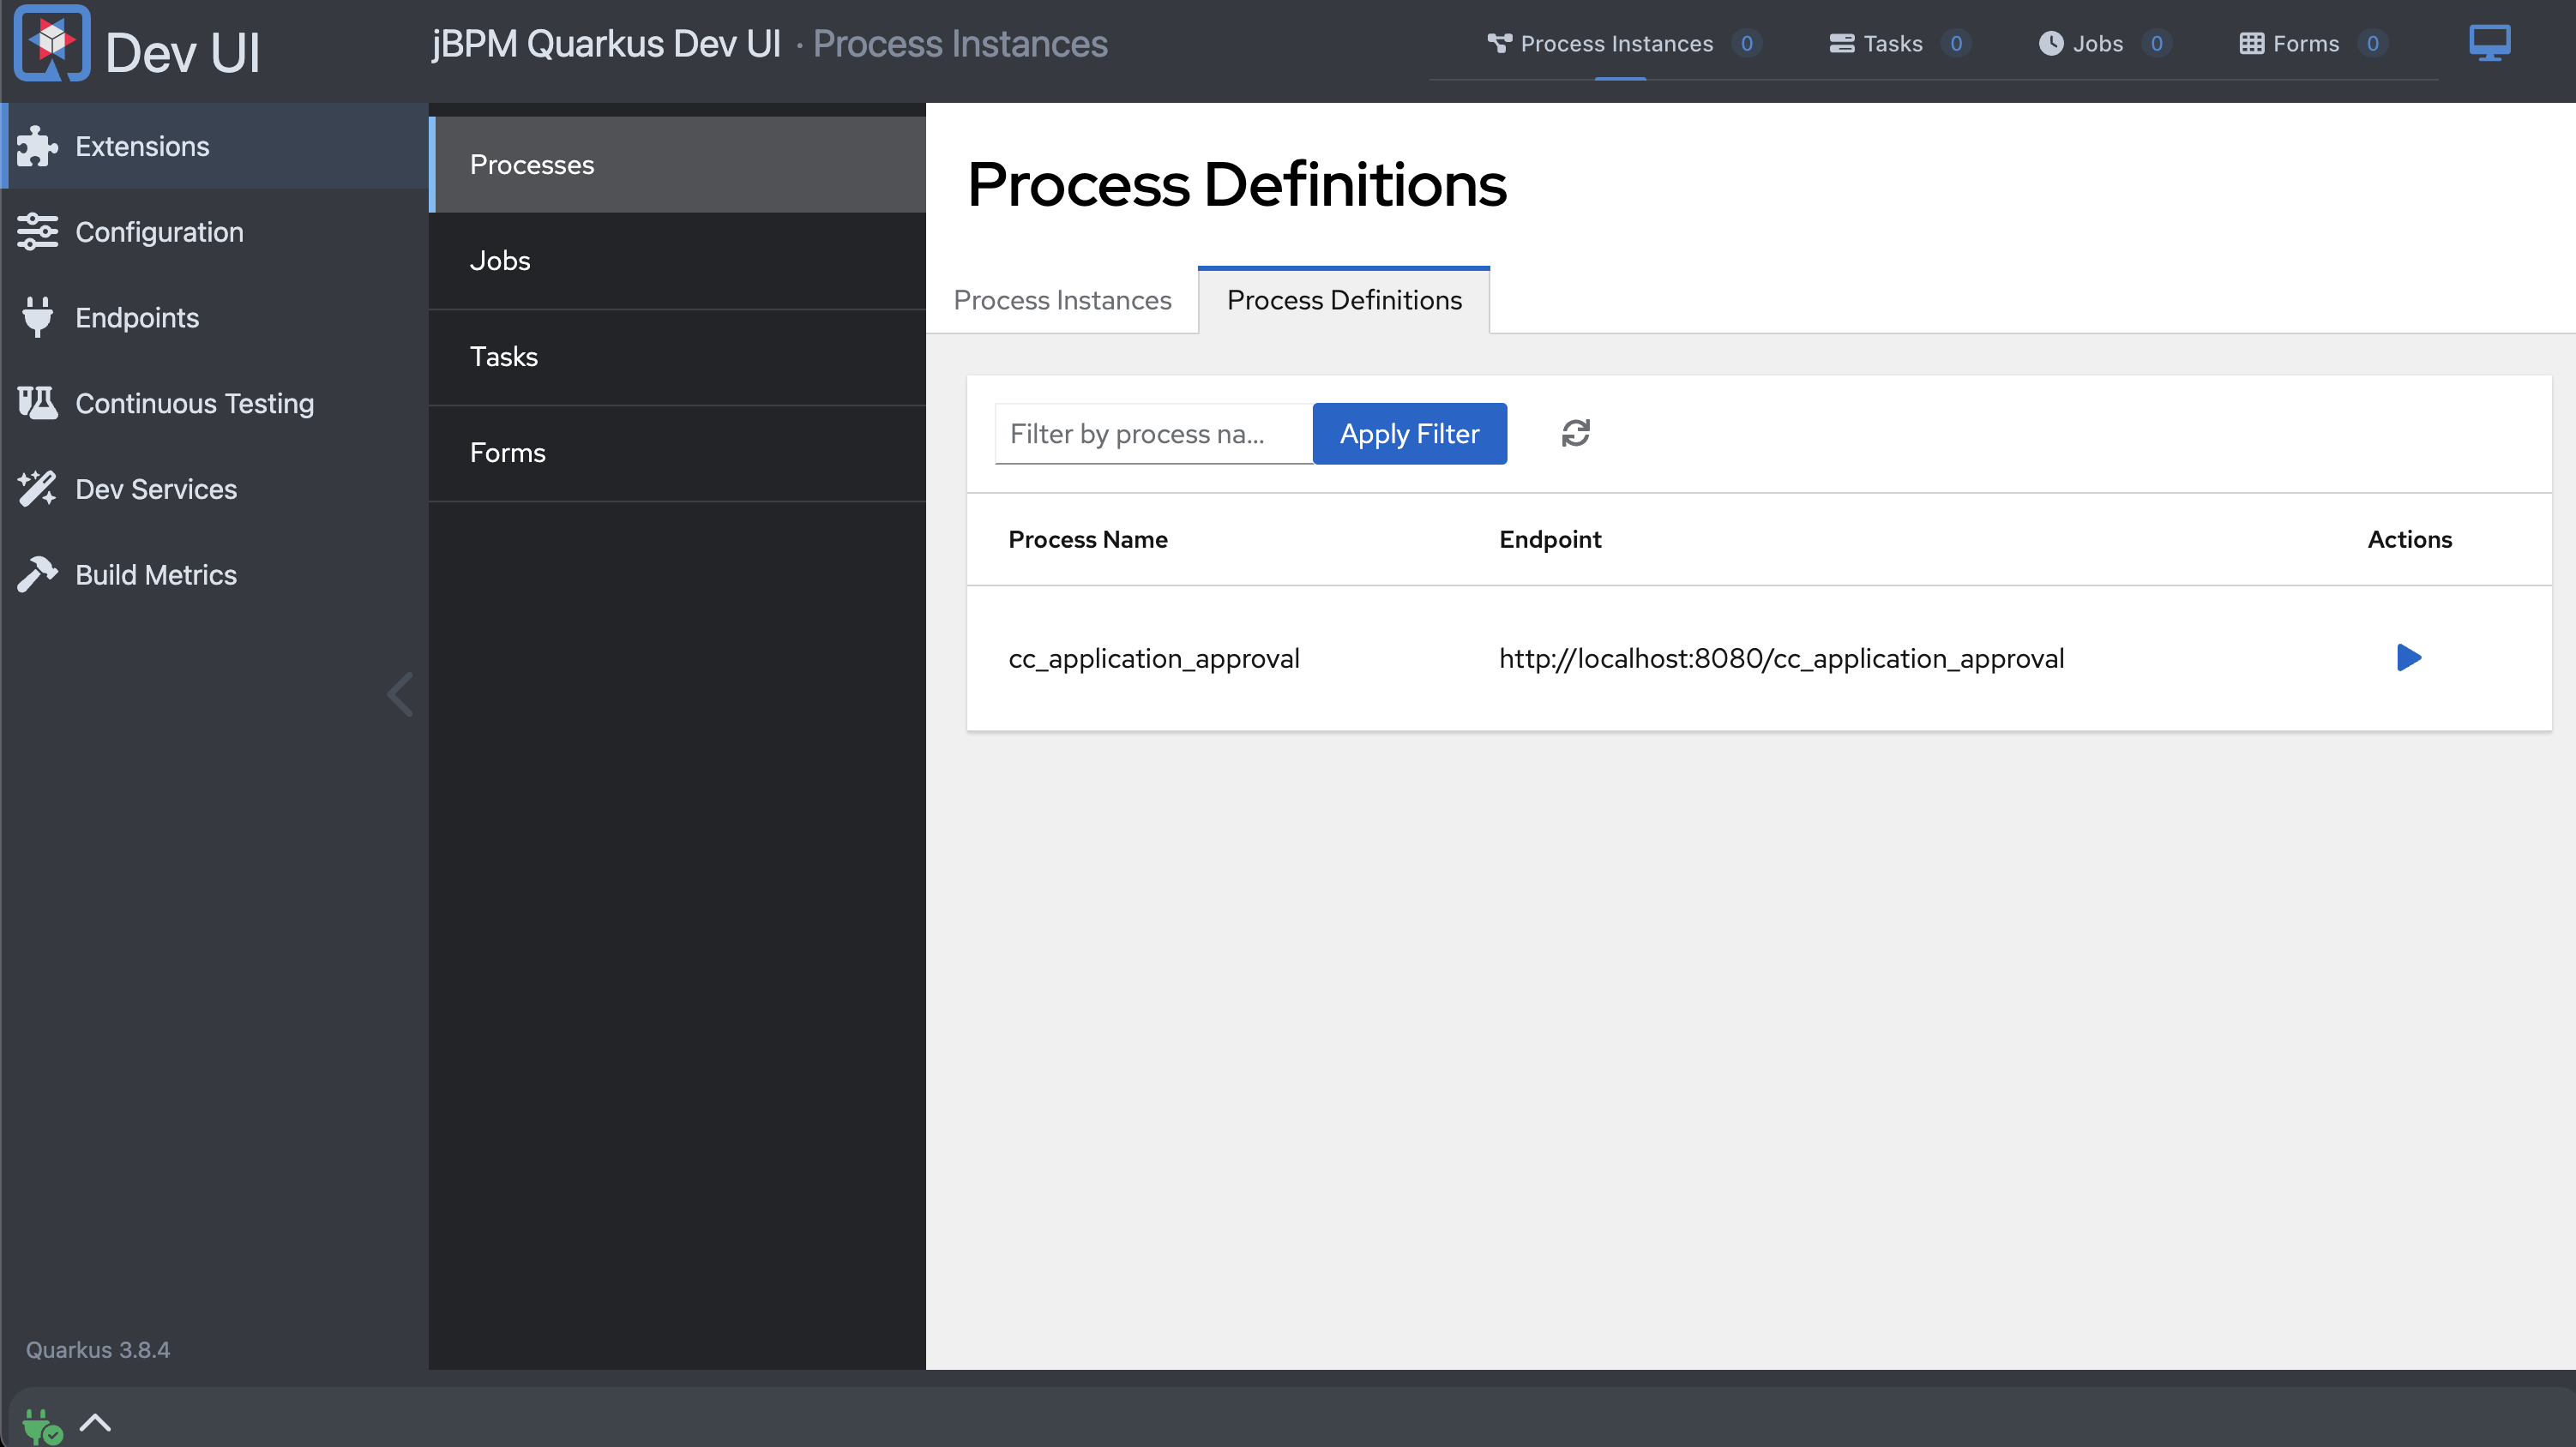 Dev UI
jBPM Quarkus Dev UI · Process Instances
Process Instances 0
Tasks 0
Jobs 0
Forms 0
Extensions
Configuration
Endpoints
Continuous Testing
Dev Services
Build Metrics
Quarkus 3.8.4
Processes
Jobs
Tasks
Forms
Process Definitions
Process Instances
Process Definitions
Filter by process na...
Apply Filter
Process Name Endpoint Actions
cc_application_approval http://localhost:8080/cc_application_approval